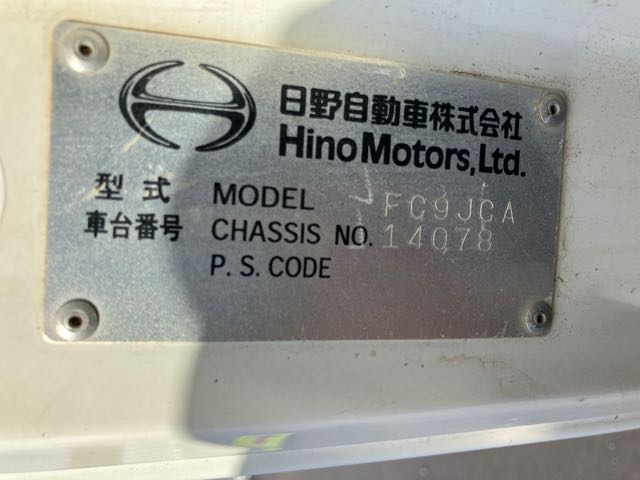 日野自動車株式会社
Hino Motors, Ltd.
型式 MODEL FC9JCA
車台番号 CHASSIS NO. 14078
P. S. CODE